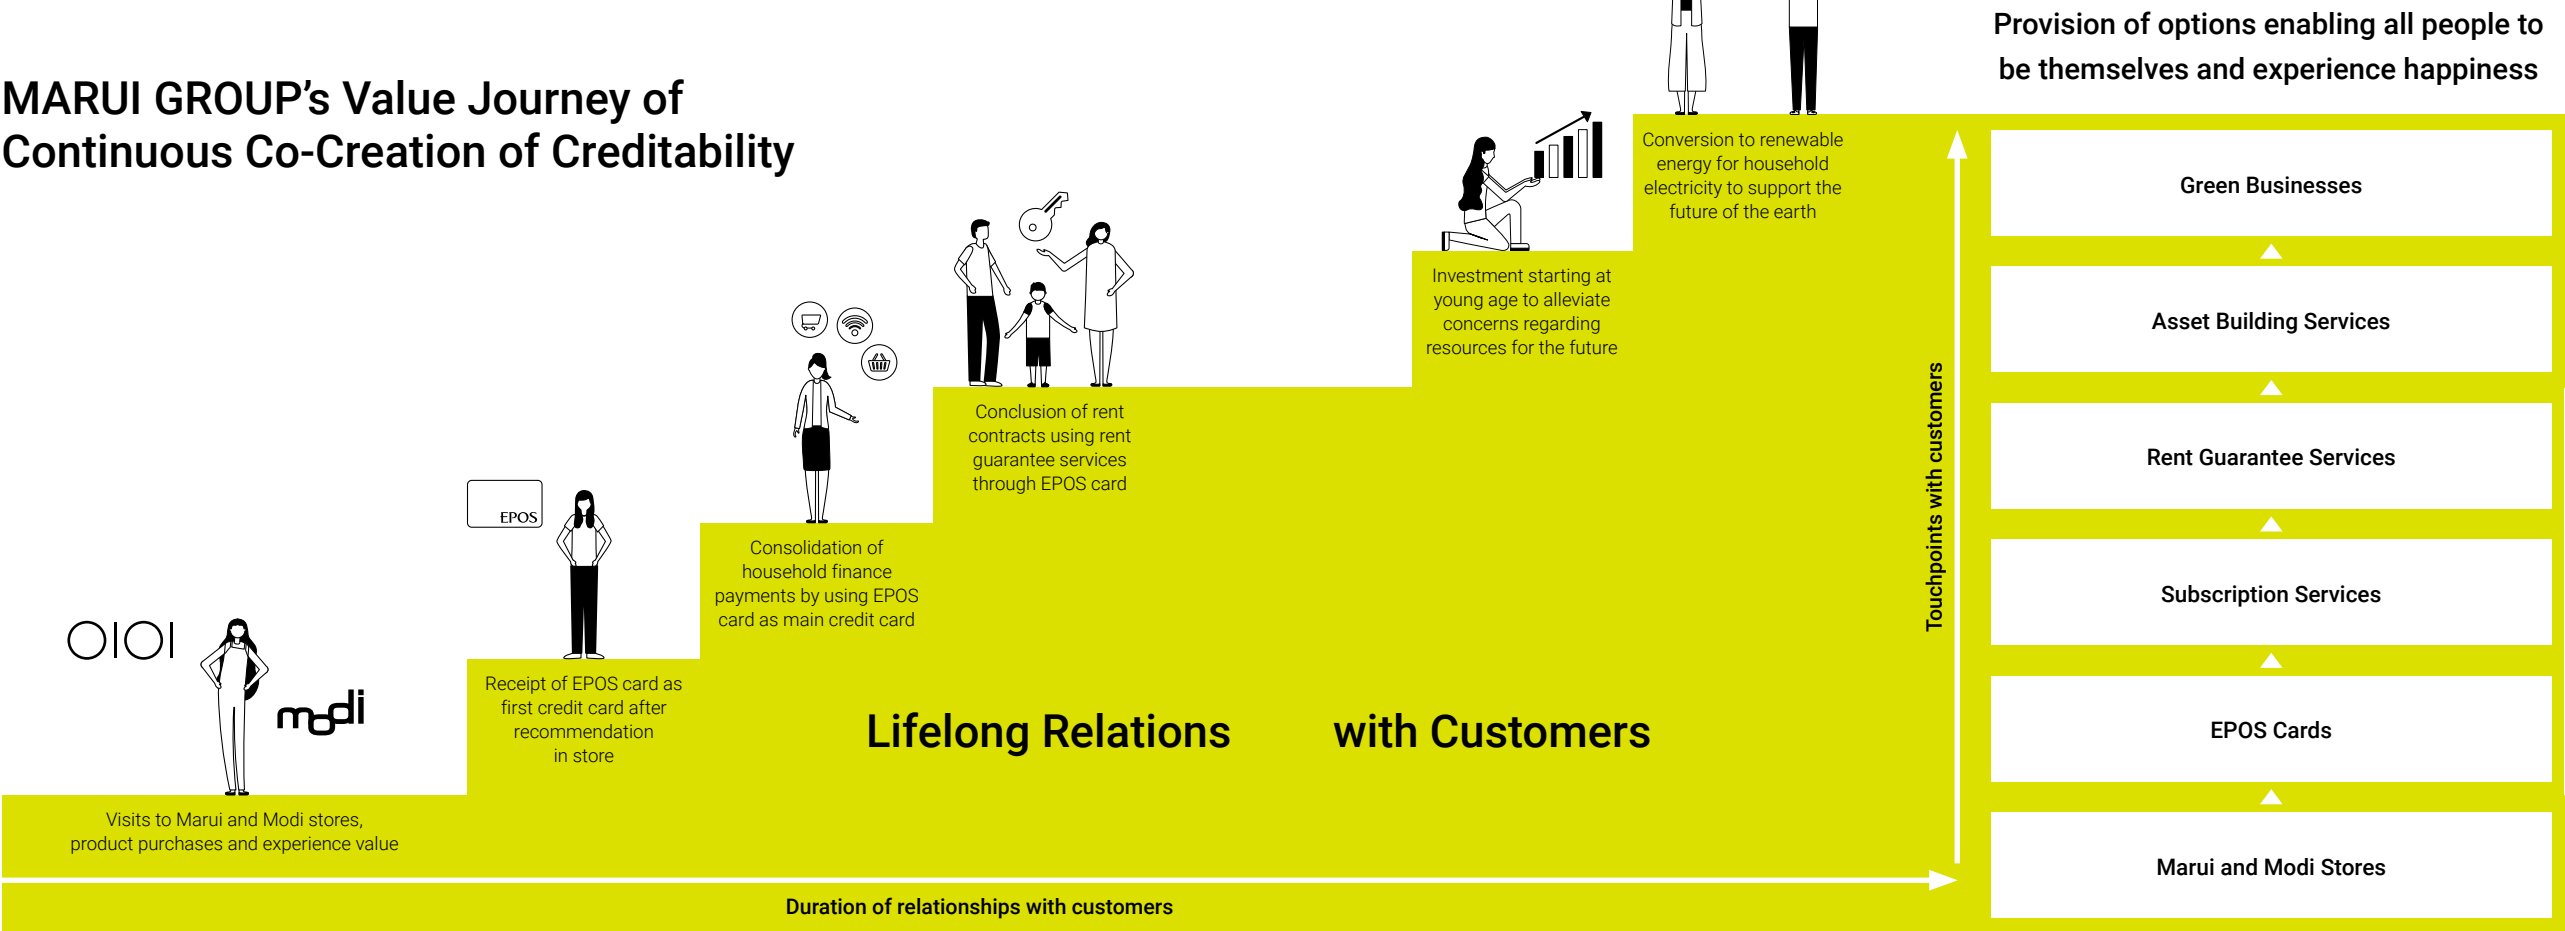 MARUI GROUP’s Value Journey of
Continuous Co-Creation of Creditability
Provision of options enabling all people to
be themselves and experience happiness
OIOI
modi
Visits to Marui and Modi stores,
product purchases and experience value
EPOS
Receipt of EPOS card as
first credit card after
recommendation
in store
Consolidation of
household finance
payments by using EPOS
card as main credit card
Conclusion of rent
contracts using rent
guarantee services
through EPOS card
Investment starting at
young age to alleviate
concerns regarding
resources for the future
Conversion to renewable
energy for household
electricity to support the
future of the earth
Lifelong Relations with Customers
Duration of relationships with customers
Touchpoints with customers
Green Businesses
Asset Building Services
Rent Guarantee Services
Subscription Services
EPOS Cards
Marui and Modi Stores